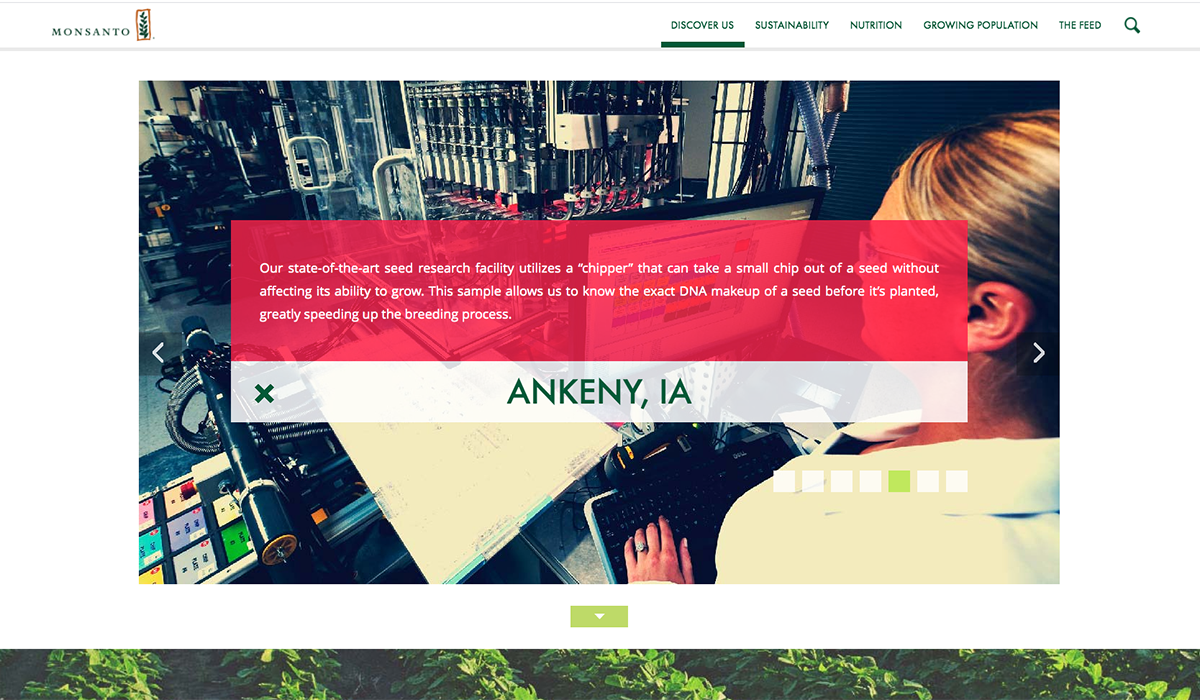 MONSANTO
DISCOVER US
SUSTAINABILITY
NUTRITION
GROWING POPULATION
THE FEED
Our state-of-the-art seed research facility utilizes a “chipper” that can take a small chip out of a seed without
affecting its ability to grow. This sample allows us to know the exact DNA makeup of a seed before it’s planted,
greatly speeding up the breeding process.
ANKENY, IA
DELL